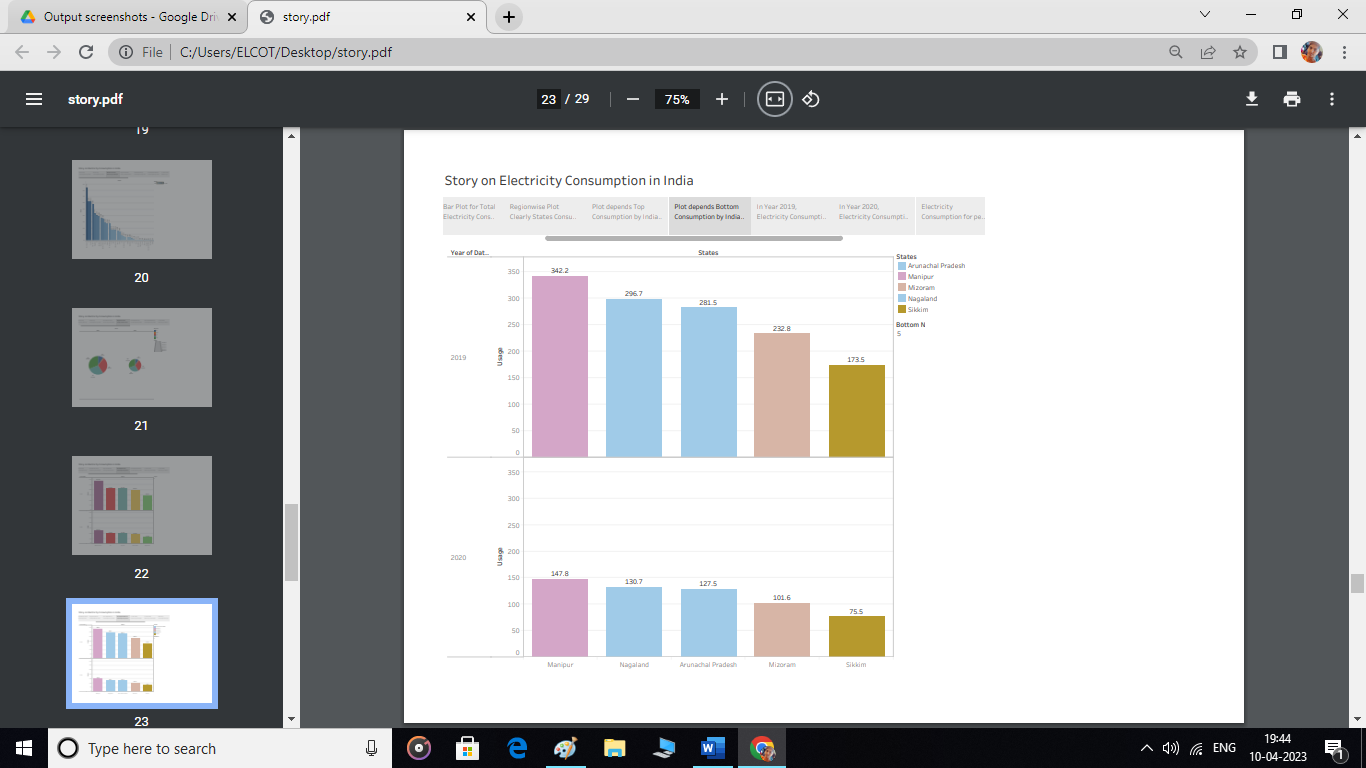 Output screenshots - Google Dri
story.pdf
File
C:/Users/ELCOT/Desktop/story.pdf
story.pdf
23 / 29
75%
19
20
21
22
23
Story on Electricity Consumption in India
Bar Plot for Total
Electricity Cons..
Regionwise Plot
Clearly States Consu..
Plot depends Top
Consumption by India..
Plot depends Bottom
Consumption by India..
In Year 2019,
Electricity Consumpti..
In Year 2020,
Electricity Consumpti..
Electricity
Consumption for pe..
Year of Dat..
States
2019
Usage
350
300
250
200
150
100
50
0
342.2
296.7
281.5
232.8
173.5
2020
Usage
350
300
250
200
150
100
50
0
147.8
130.7
127.5
101.6
75.5
Manipur
Nagaland
Arunachal Pradesh
Mizoram
Sikkim
States
Arunachal Pradesh
Manipur
Mizoram
Nagaland
Sikkim
Bottom N
5
Type here to search
ENG
19:44
10-04-2023
1